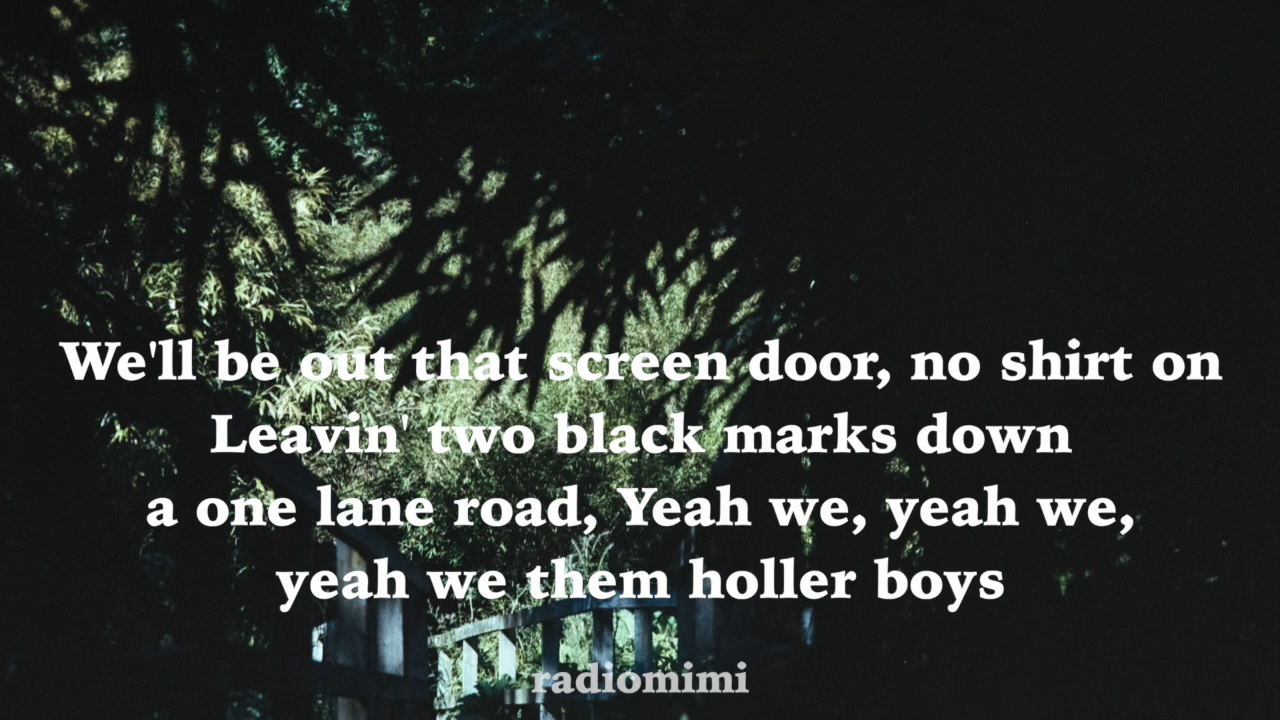 We'll be out that screen door, no shirt on
Leavin' two black marks down
a one lane road, Yeah we, yeah we,
yeah we them holler boys
radiomimi